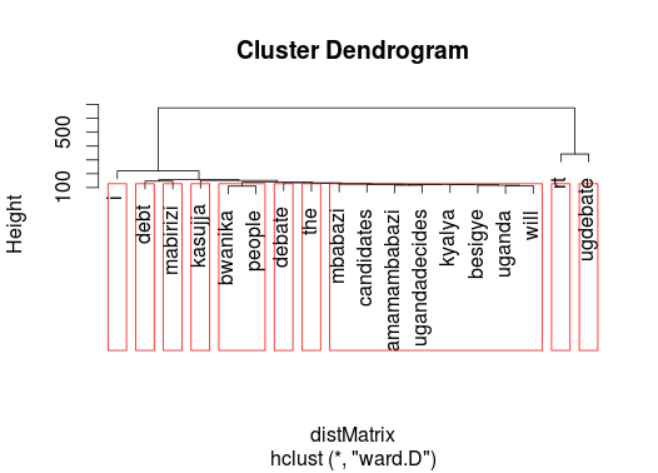 Cluster Dendrogram
Height
100
500
i
debt
mabirizi
kasujja
bwanika
people
debate
the
mbabazi
candidates
amamambabazi
ugandadecides
kyalya
besigye
uganda
will
rt
ugdebate
distMatrix
hclust (*, "ward.D")